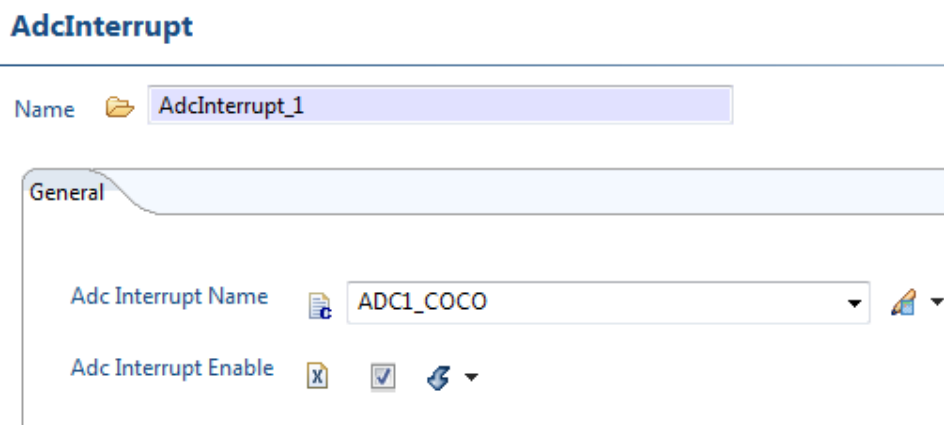 AdcInterrupt
Name AdcInterrupt_1
General
Adc Interrupt Name ADC1_COCO
Adc Interrupt Enable